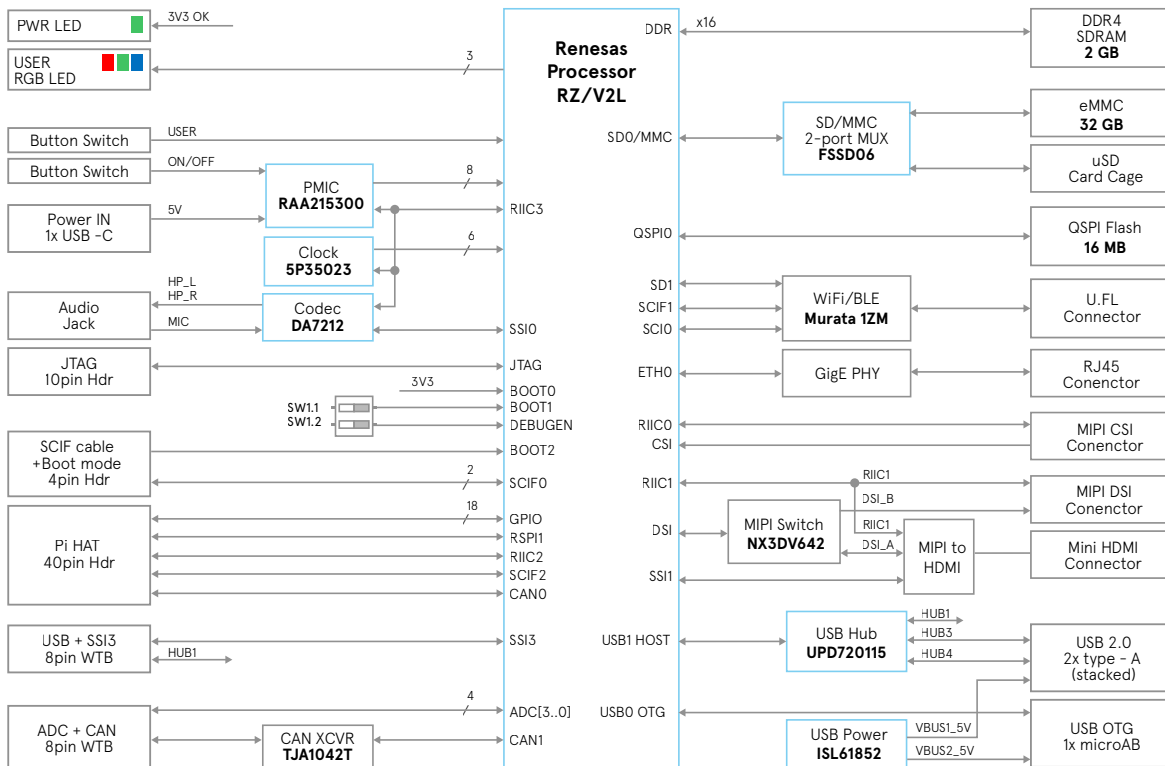 PWR LED
3V3 OK
USER
RGB LED
3
Button Switch
USER
Button Switch
ON/OFF
Power IN
1x USB -C
5V
PMIC
RAA215300
8
Clock
5P35023
6
Audio
Jack
HP_L
HP_R
MIC
Codec
DA7212
JTAG
10pin Hdr
3V3
SW1.1
SW1.2
SCIF cable
+Boot mode
4pin Hdr
2
Pi HAT
40pin Hdr
18
USB + SSI3
8pin WTB
HUB1
ADC + CAN
8pin WTB
4
CAN XCVR
TJA1042T
Renesas
Processor
RZ/V2L
RIIC3
SSI0
JTAG
BOOT0
BOOT1
DEBUGEN
BOOT2
SCIF0
GPIO
RSPI1
RIIC2
SCIF2
CAN0
SSI3
ADC[3..0]
CAN1
DDR
SD0/MMC
QSPI0
SD1
SCIF1
SCI0
ETH0
RIIC0
CSI
RIIC1
DSI
SSI1
USB1 HOST
USB0 OTG
x16
DDR4
SDRAM
2 GB
SD/MMC
2-port MUX
FSSD06
eMMC
32 GB
uSD
Card Cage
QSPI Flash
16 MB
WiFi/BLE
Murata 1ZM
U.FL
Connector
GigE PHY
RJ45
Conenctor
MIPI CSI
Conenctor
RIIC1
DSI_B
MIPI DSI
Conenctor
MIPI Switch
NX3DV642
RIIC1
DSI_A
MIPI to
HDMI
Mini HDMI
Connector
USB Hub
UPD720115
HUB1
HUB3
HUB4
USB 2.0
2x type - A
(stacked)
USB Power
ISL61852
VBUS1_5V
VBUS2_5V
USB OTG
1x microAB